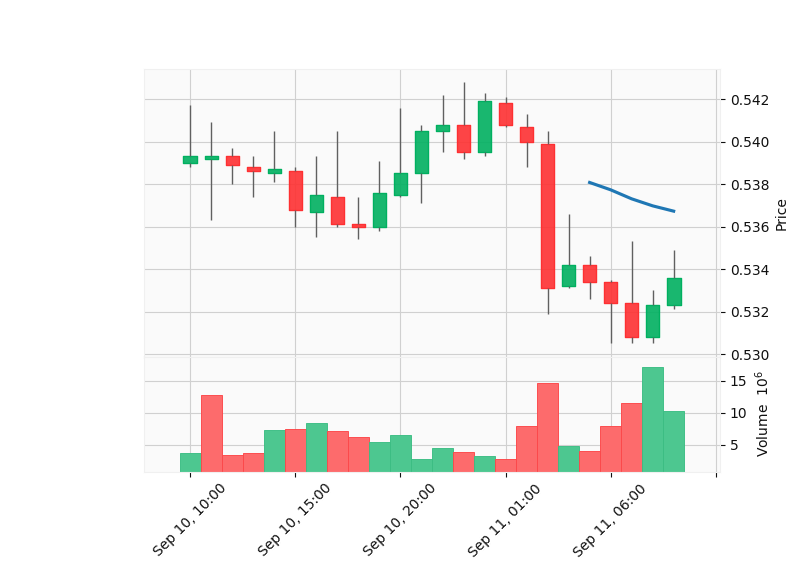 0.542
0.540
0.538
0.536
0.534
0.532
0.530
Price
15
10
5
Volume 10^6
Sep 10, 10:00
Sep 10, 15:00
Sep 10, 20:00
Sep 11, 01:00
Sep 11, 06:00